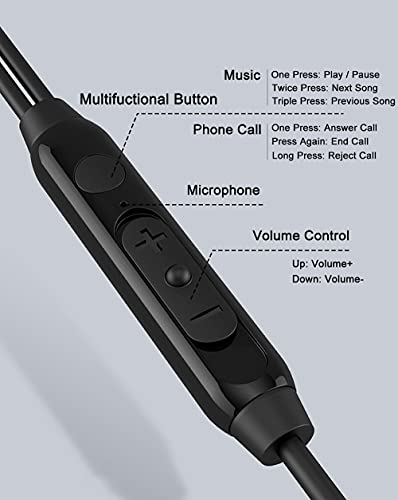 Music
One Press: Play / Pause
Twice Press: Next Song
Triple Press: Previous Song
Multifuctional Button
Phone Call
One Press: Answer Call
Press Again: End Call
Long Press: Reject Call
Microphone
Volume Control
Up: Volume+
Down: Volume-